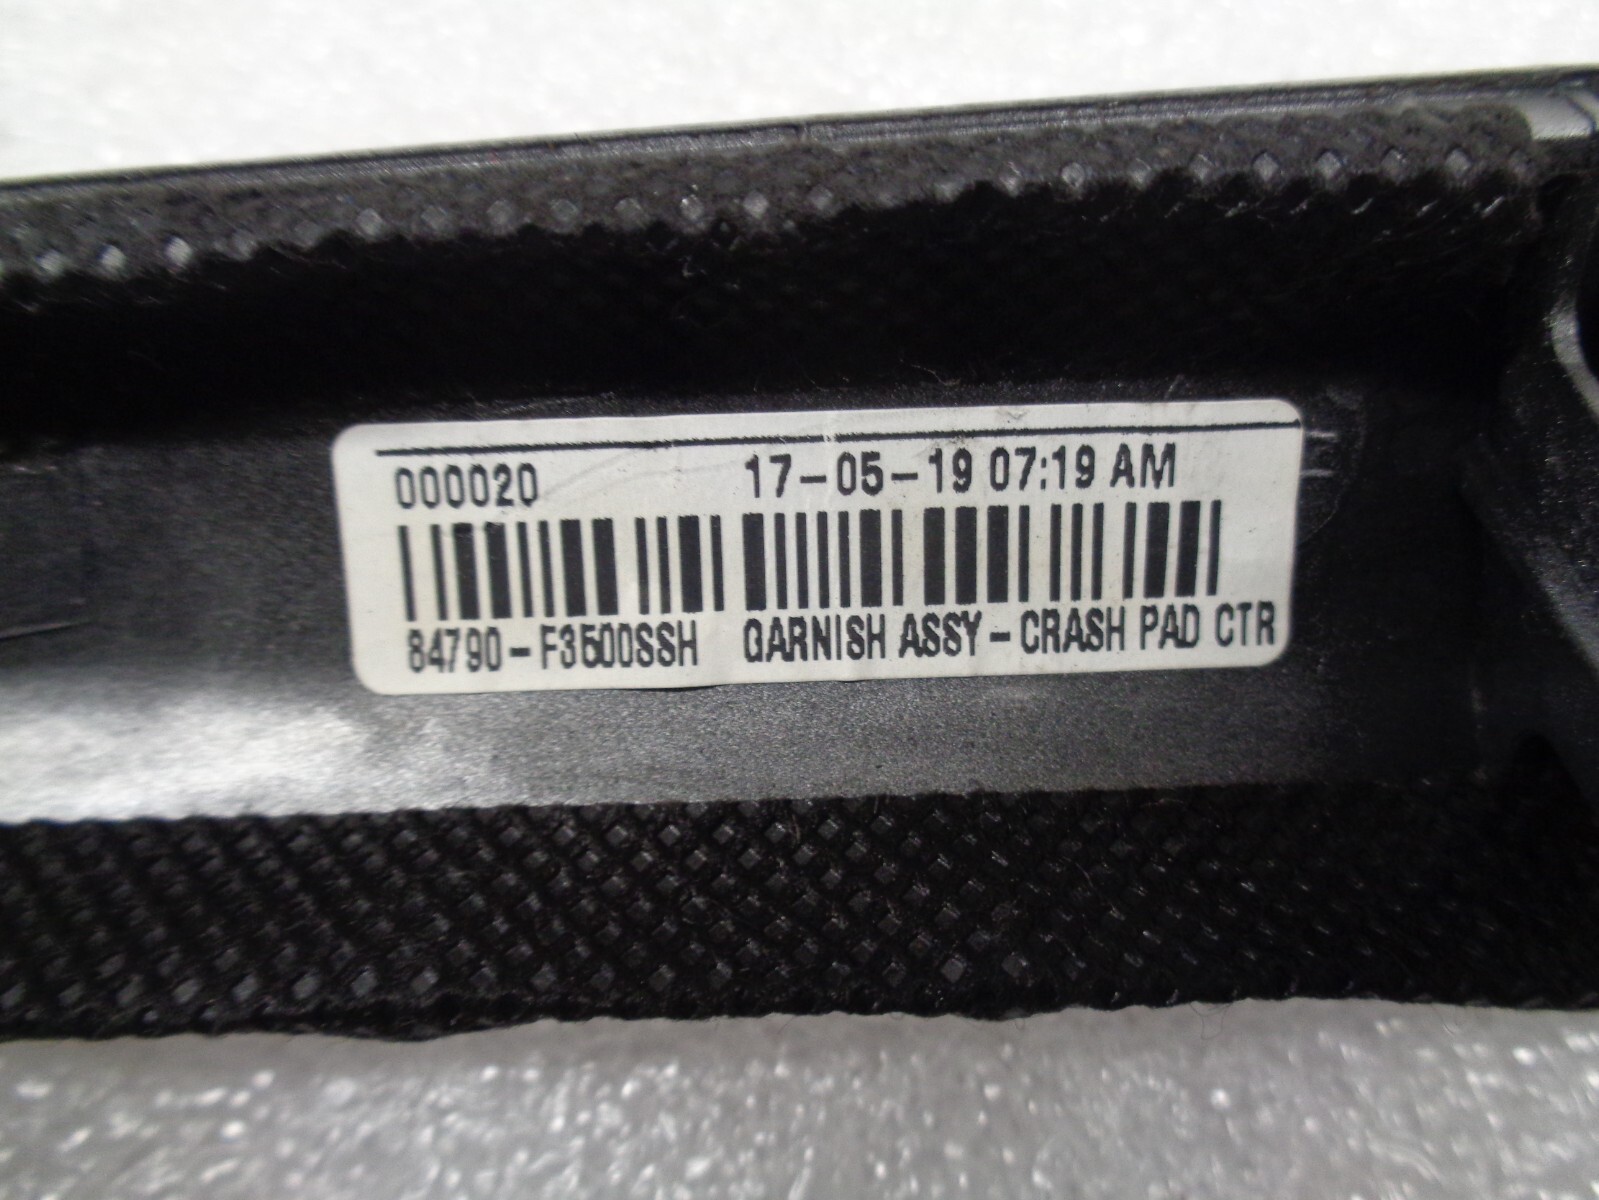 000020 17-05-19 07:19 AM
84790-F3500SSH GARNISH ASSY-CRASH PAD CTR